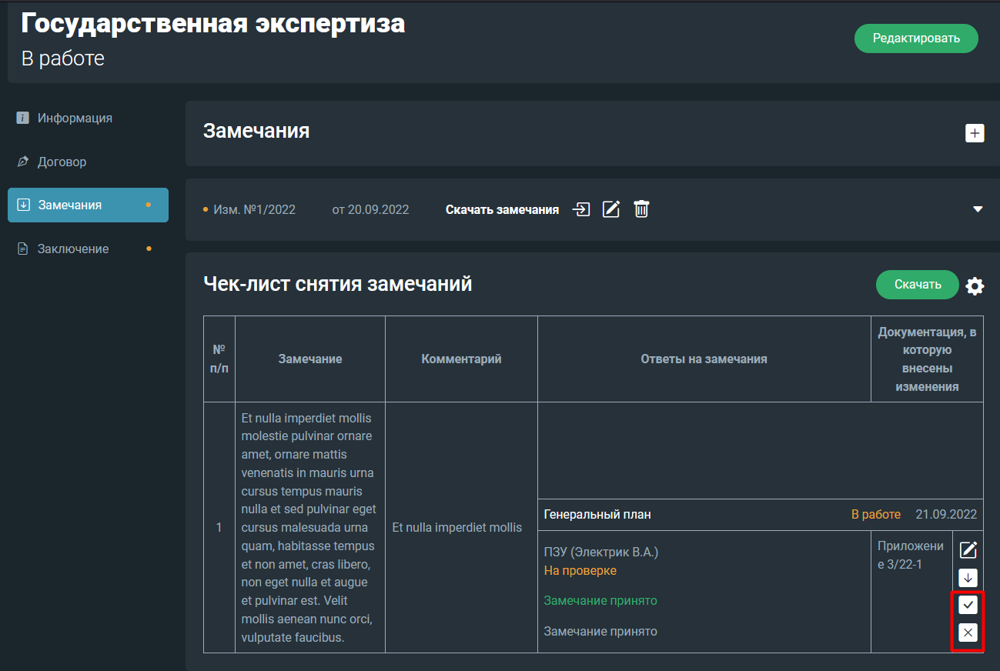 Государственная экспертиза
В работе
Редактировать
Информация
Договор
Замечания
Заключение
Замечания
Изм. №1/2022
от 20.09.2022
Скачать замечания
Чек-лист снятия замечаний
Скачать
№
п/п
Замечание
Комментарий
Ответы на замечания
Документация, в
которую
внесены
изменения
1
Et nulla imperdiet mollis
molestie pulvinar ornare
amet, ornare mattis
venenatis in mauris urna
cursus tempus mauris
nulla et sed pulvinar eget
cursus malesuada urna
quam, habitasse tempus
et non amet, cras libero,
non eget nulla et augue
et pulvinar est. Velit
mollis aenean nunc orci,
vulputate faucibus.
Et nulla imperdiet mollis
Генеральный план
В работе
21.09.2022
ПЗУ (Электрик В.А.)
На проверке
Замечание принято
Замечание принято
Приложени
е 3/22-1